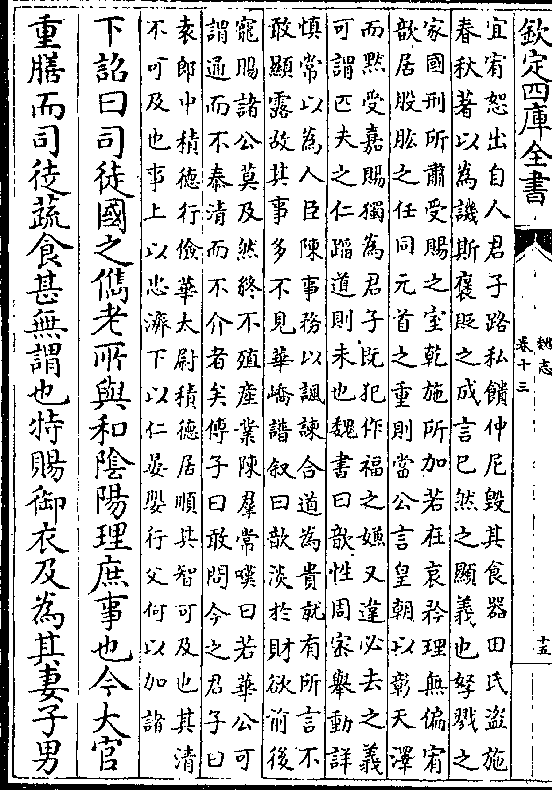 欽定四庫全書
魏志
卷十三
十五
宜宥恕出自人君子路私饋仲尼毀其食器田氏盜施
春秋著以為譏斯褒貶之成言已然之顯義也孥戮之
家國刑所肅受賜之室乾施所加若在哀矜理無偏宥
歆居股肱之任同元首之重則當公言皇朝以彰天澤
而黙受嘉賜獨為君子既犯作福之嫌又違必去之義
可謂匹夫之仁蹈道則未也魏書曰歆性周宻舉動詳
慎常以為人臣陳事務以諷諫合道為貴就有所言不
敢顯露故其事多不見華嶠譜叙曰歆淡於財欲前後
寵賜諸公莫及然終不殖產業陳羣常嘆曰若華公可
謂通而不泰清而不介者矣傅子曰敢問今之君子曰
袁郎中積德行儉華太尉積德居順其智可及也其清
不可及也事上以忠濟下以仁晏嬰行父何以加諸
下詔曰司徒國之儁老所與和陰陽理庶事也今大官
重膳而司徒蔬食甚無謂也特賜御衣及為其妻子男